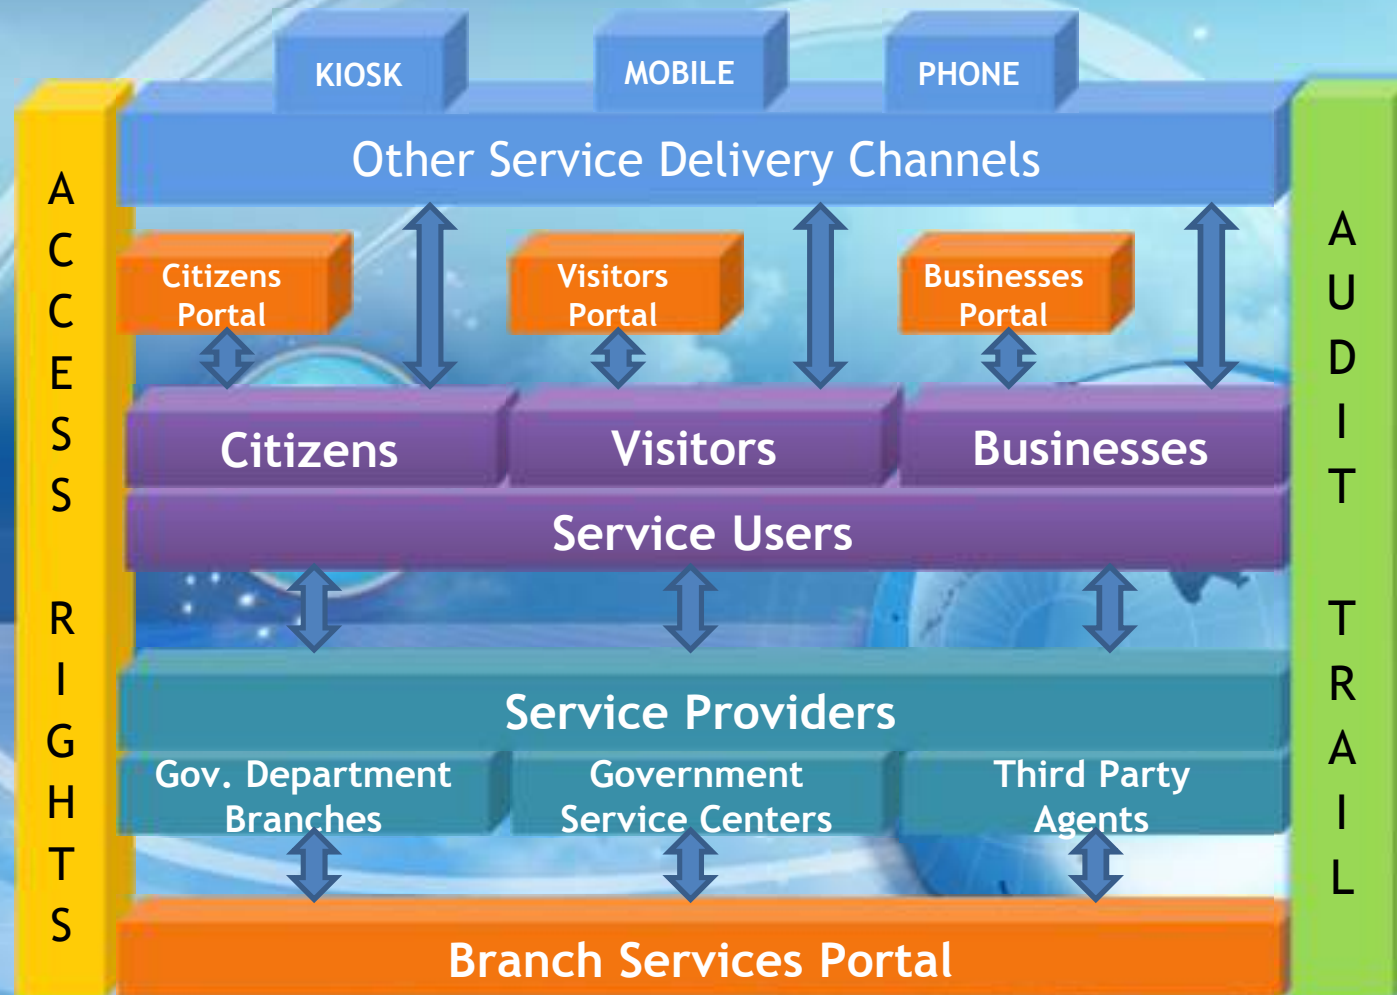 KIOSK
MOBILE
PHONE
Other Service Delivery Channels
Citizens
Portal
Visitors
Portal
Businesses
Portal
Citizens
Visitors
Businesses
Service Users
Service Providers
Gov. Department
Branches
Government
Service Centers
Third Party
Agents
Branch Services Portal
ACCESS RIGHTS
AUDIT TRAIL